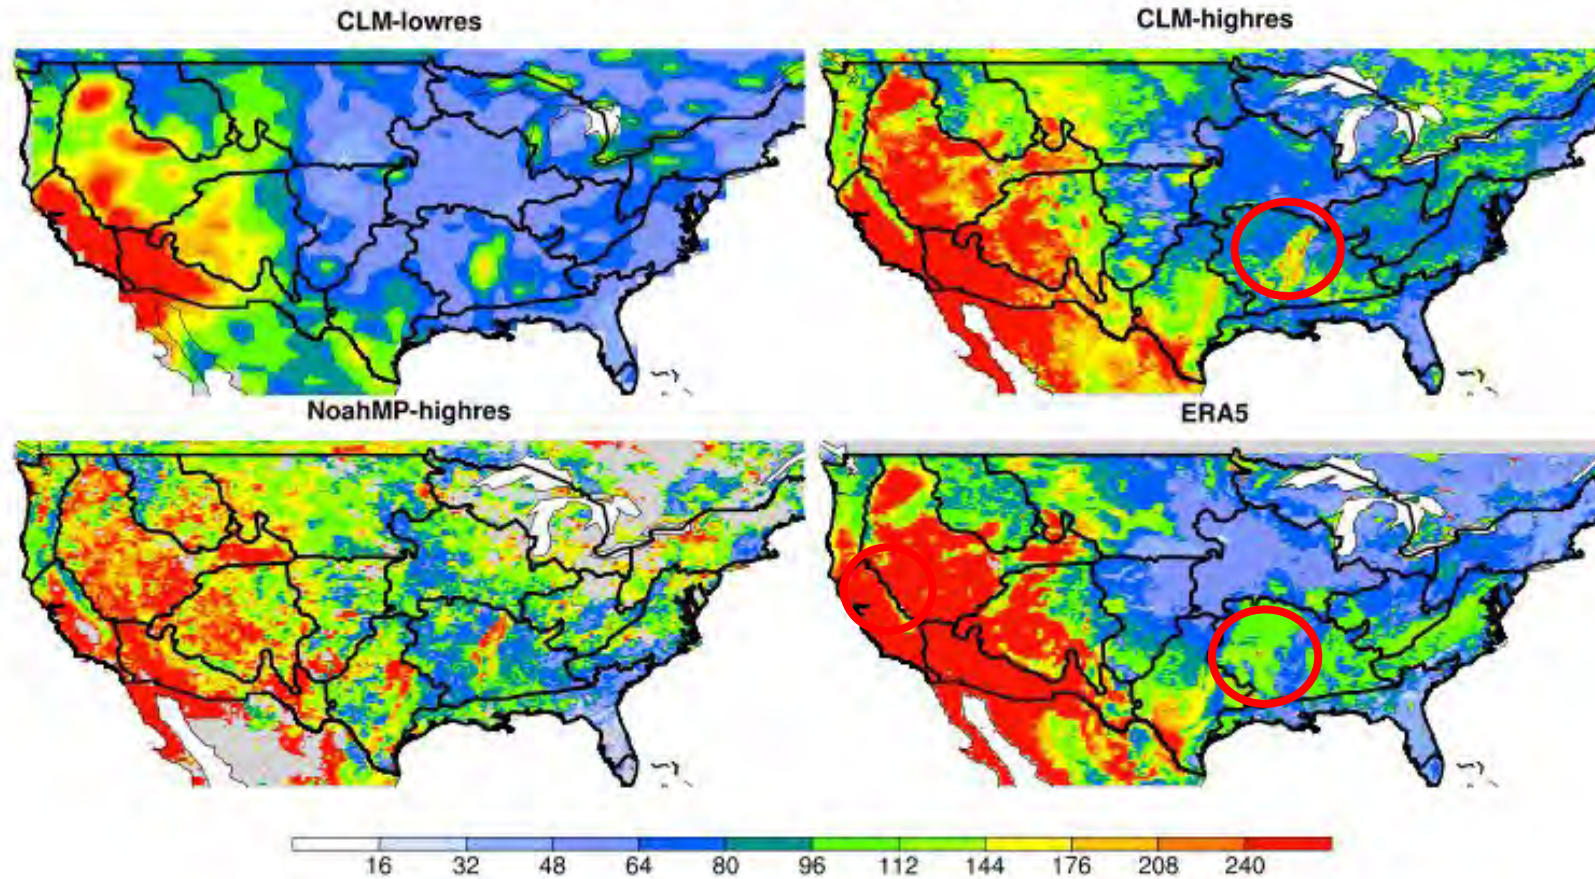 CLM-lowres
CLM-highres
NoahMP-highres
ERA5
16 32 48 64 80 96 112 144 176 208 240